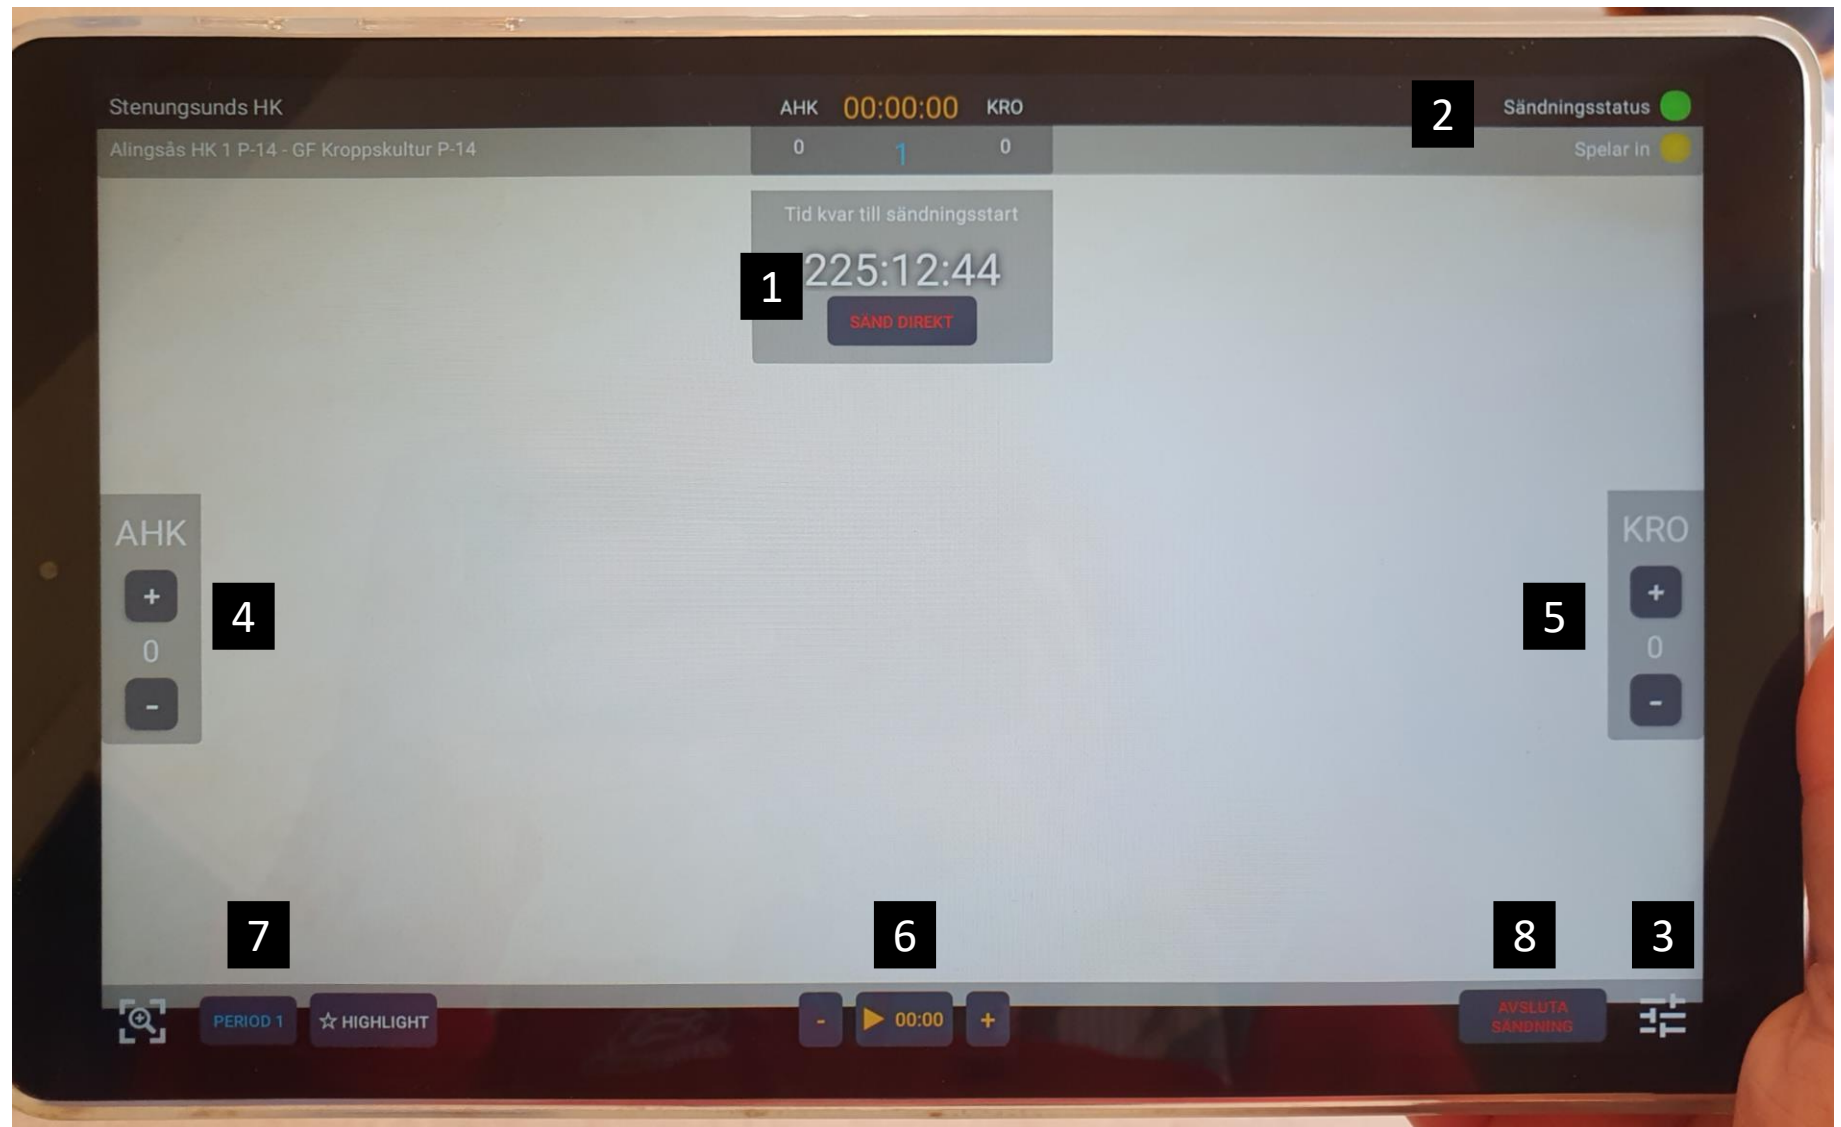 Stenungsunds HK
AHK 00:00:00 KRO
2
Sändningsstatus
Alingsås HK 1 P-14 - GF Kroppskultur P-14
0 1 0
Spelar in
Tid kvar till sändningsstart
1
225:12:44
SÄND DIREKT
AHK
+
0
-
4
5
KRO
+
0
-
7
6
8
3
PERIOD 1
☆ HIGHLIGHT
- ▶ 00:00 +
AVSLUTA
SÄNDNING